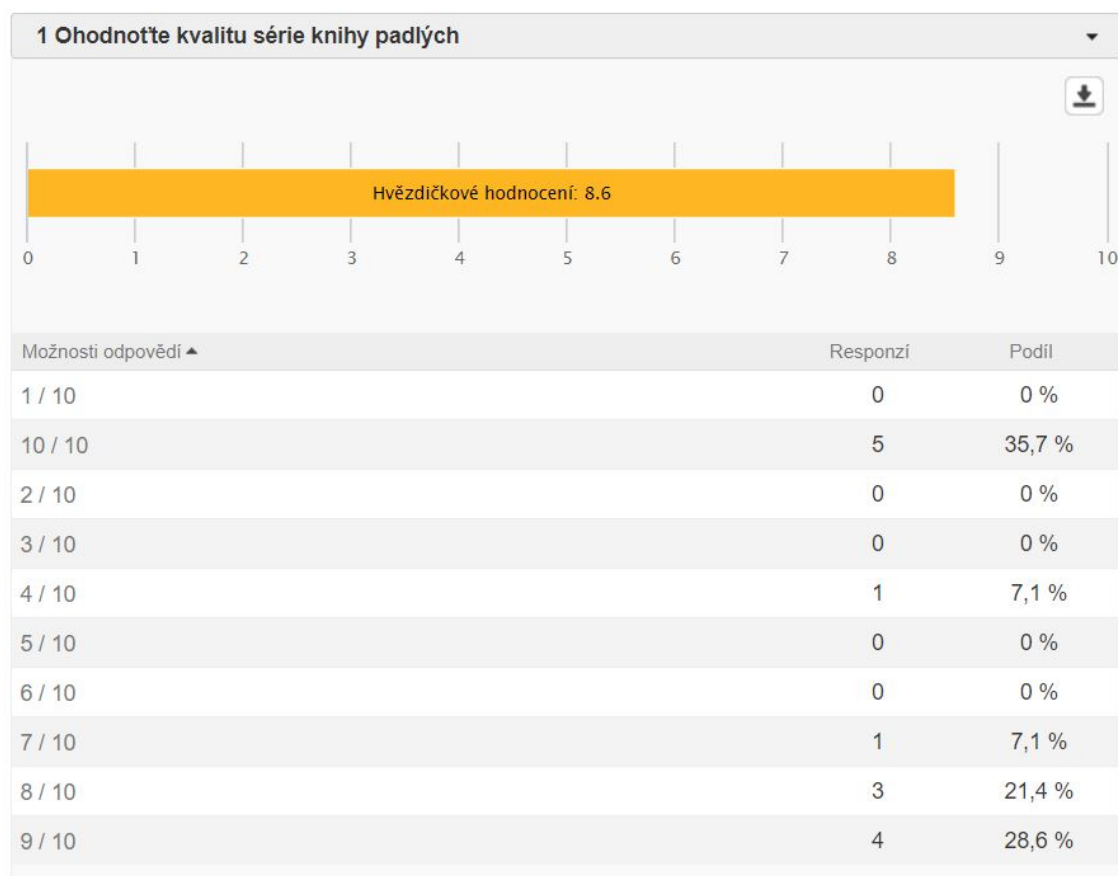 1 Ohodnoťte kvalitu série knihy padlých
Hvězdičkové hodnocení: 8.6
0 1 2 3 4 5 6 7 8 9 10
Možnosti odpovědí Responzí Podíl
1 / 10 0 0 %
10 / 10 5 35,7 %
2 / 10 0 0 %
3 / 10 0 0 %
4 / 10 1 7,1 %
5 / 10 0 0 %
6 / 10 0 0 %
7 / 10 1 7,1 %
8 / 10 3 21,4 %
9 / 10 4 28,6 %